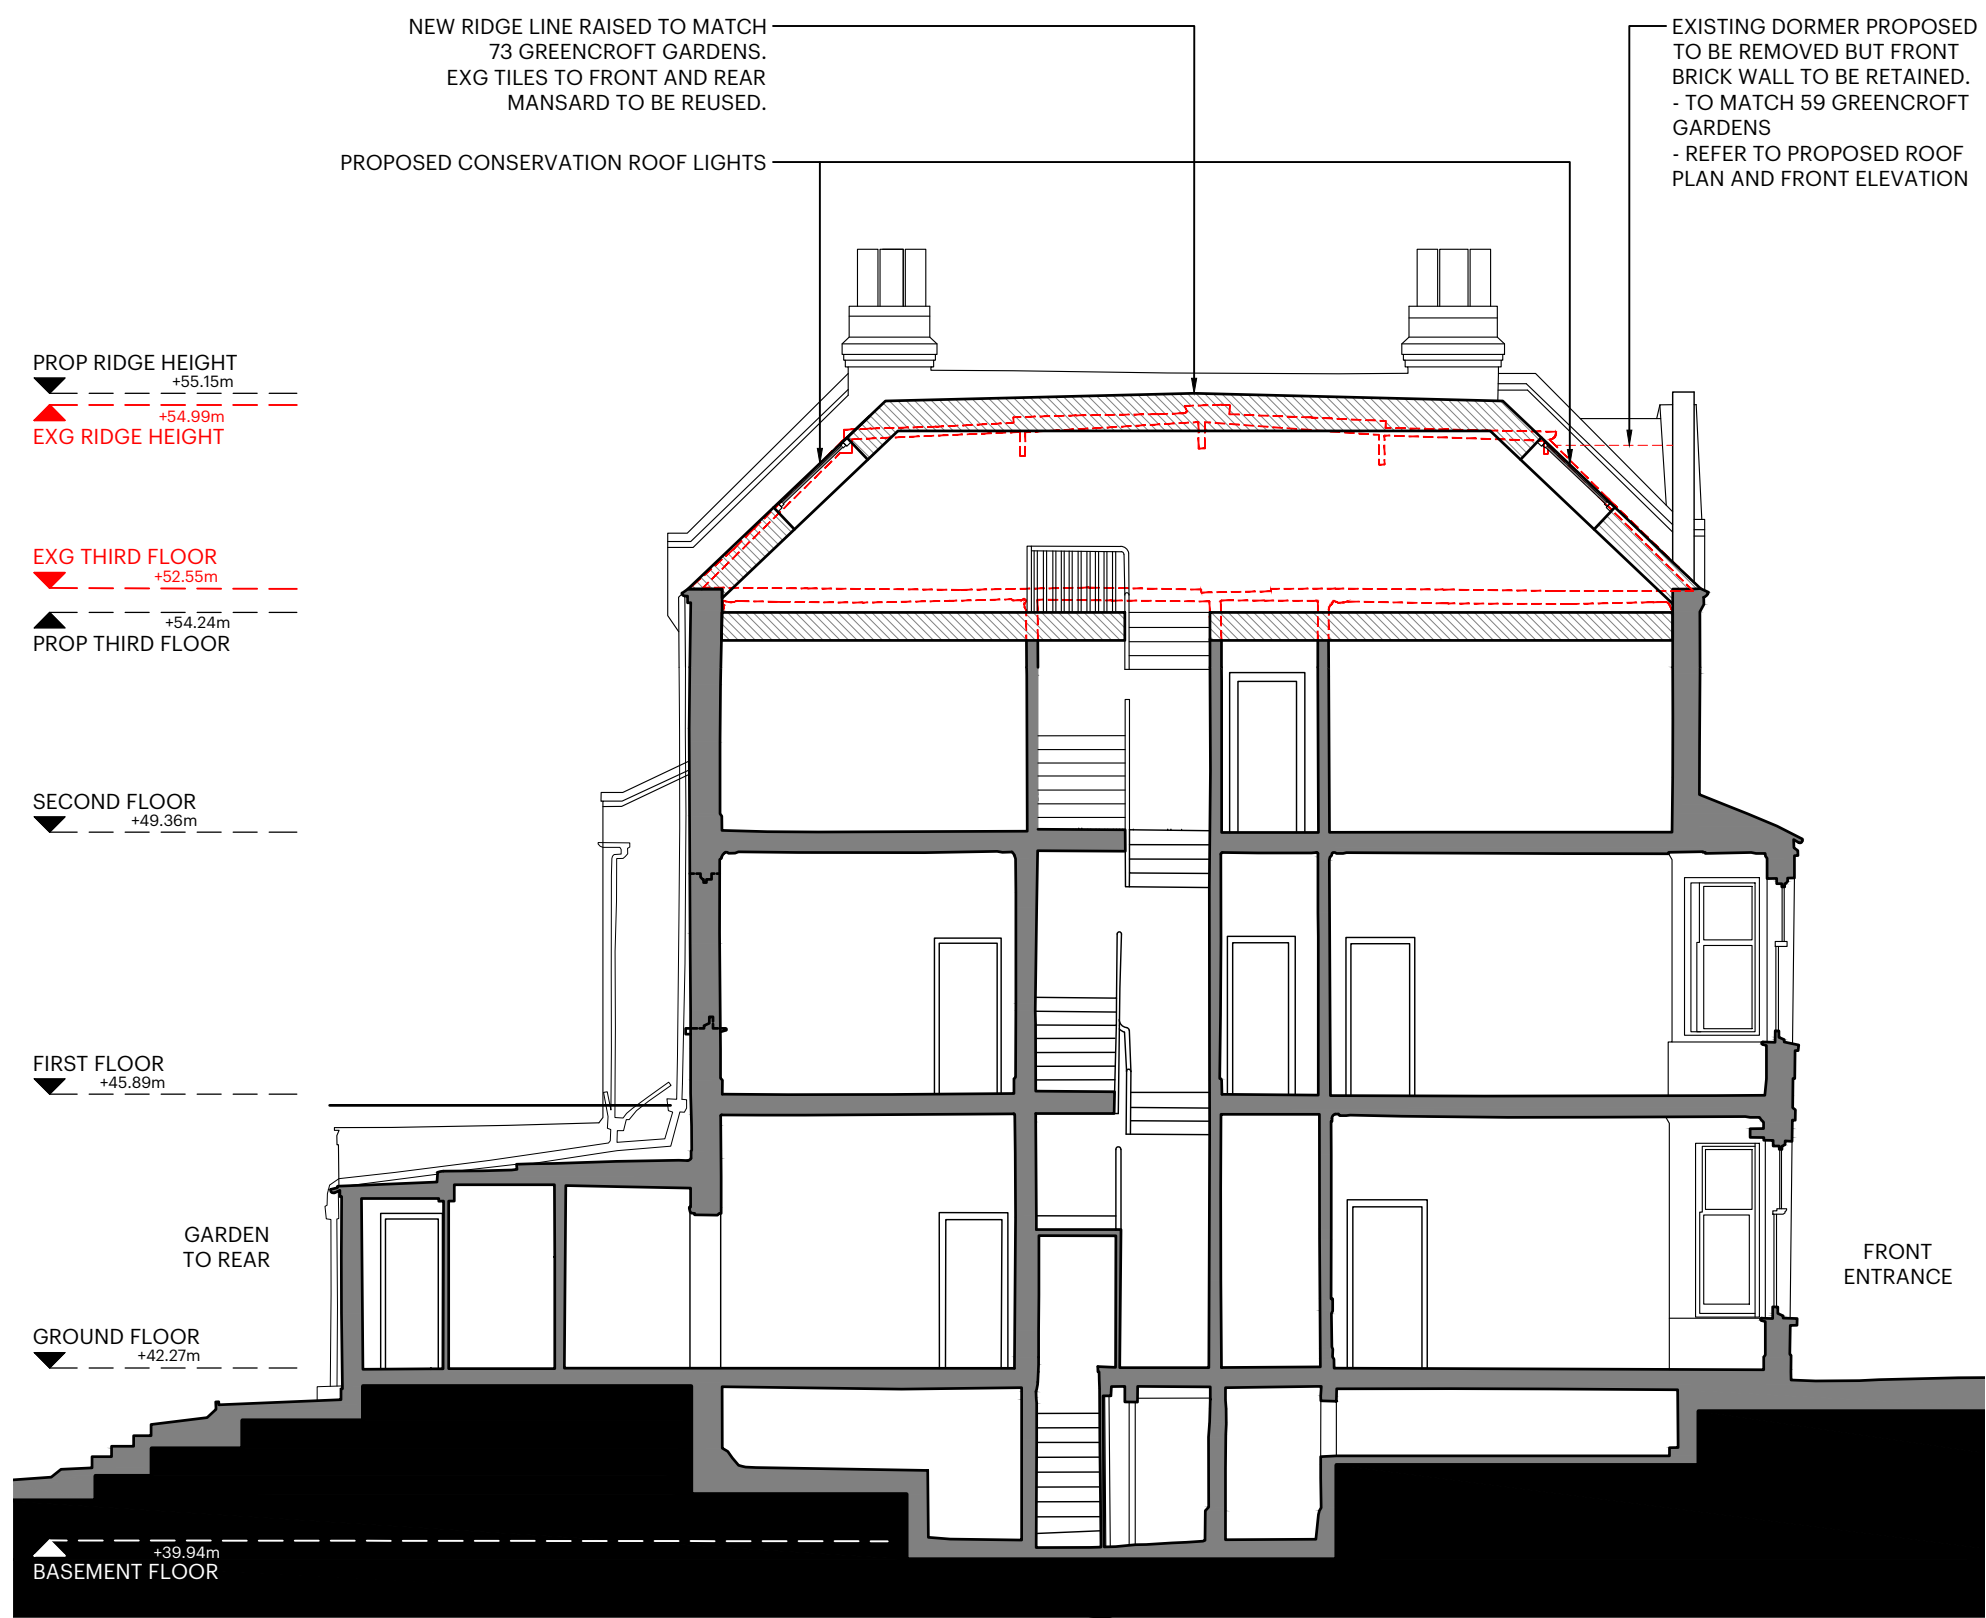 NEW RIDGE LINE RAISED TO MATCH
73 GREENCROFT GARDENS.
EXG TILES TO FRONT AND REAR
MANSARD TO BE REUSED.
EXISTING DORMER PROPOSED
TO BE REMOVED BUT FRONT
BRICK WALL TO BE RETAINED.
- TO MATCH 59 GREENCROFT
GARDENS
- REFER TO PROPOSED ROOF
PLAN AND FRONT ELEVATION
PROPOSED CONSERVATION ROOF LIGHTS
PROP RIDGE HEIGHT
+55.15m
+54.99m
EXG RIDGE HEIGHT
EXG THIRD FLOOR
+52.55m
+54.24m
PROP THIRD FLOOR
SECOND FLOOR
+49.36m
FIRST FLOOR
+45.89m
GARDEN
TO REAR
FRONT
ENTRANCE
GROUND FLOOR
+42.27m
+39.94m
BASEMENT FLOOR